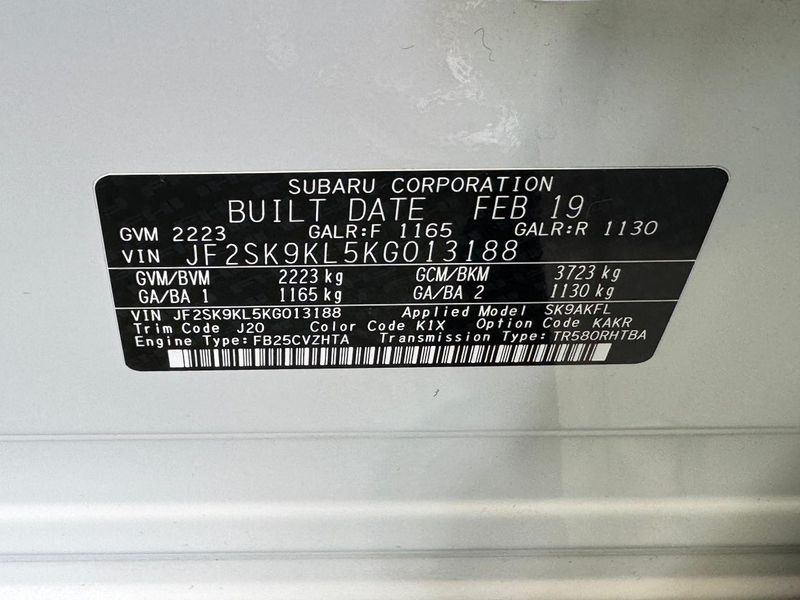 SUBARU CORPORATION
BUILT DATE FEB 19
GVM 2223 GALR:F 1165 GALR:R 1130
VIN JF2SK9KL5KG013188
GVM/BVM 2223 kg GCM/BKM 3723 kg
GA/BA 1 1165 kg GA/BA 2 1130 kg
VIN JF2SK9KL5KG013188 Applied Model SK9AKFL
Trim Code J20 Color Code K1X Option Code KAKR
Engine Type:FB25CVZHTA Transmission Type:TR580RHTBA